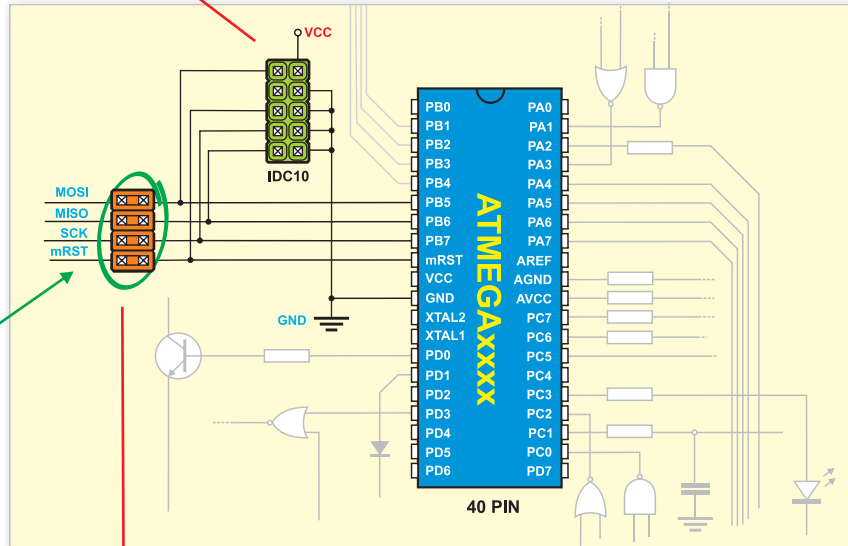 VCC
IDC10
MOSI
MISO
SCK
mRST
GND
PB0
PB1
PB2
PB3
PB4
PB5
PB6
PB7
mRST
VCC
GND
XTAL2
XTAL1
PD0
PD1
PD2
PD3
PD4
PD5
PD6
ATMEGAxxxx
PA0
PA1
PA2
PA3
PA4
PA5
PA6
PA7
AREF
AGND
AVCC
PC7
PC6
PC5
PC4
PC3
PC2
PC1
PC0
PD7
40 PIN